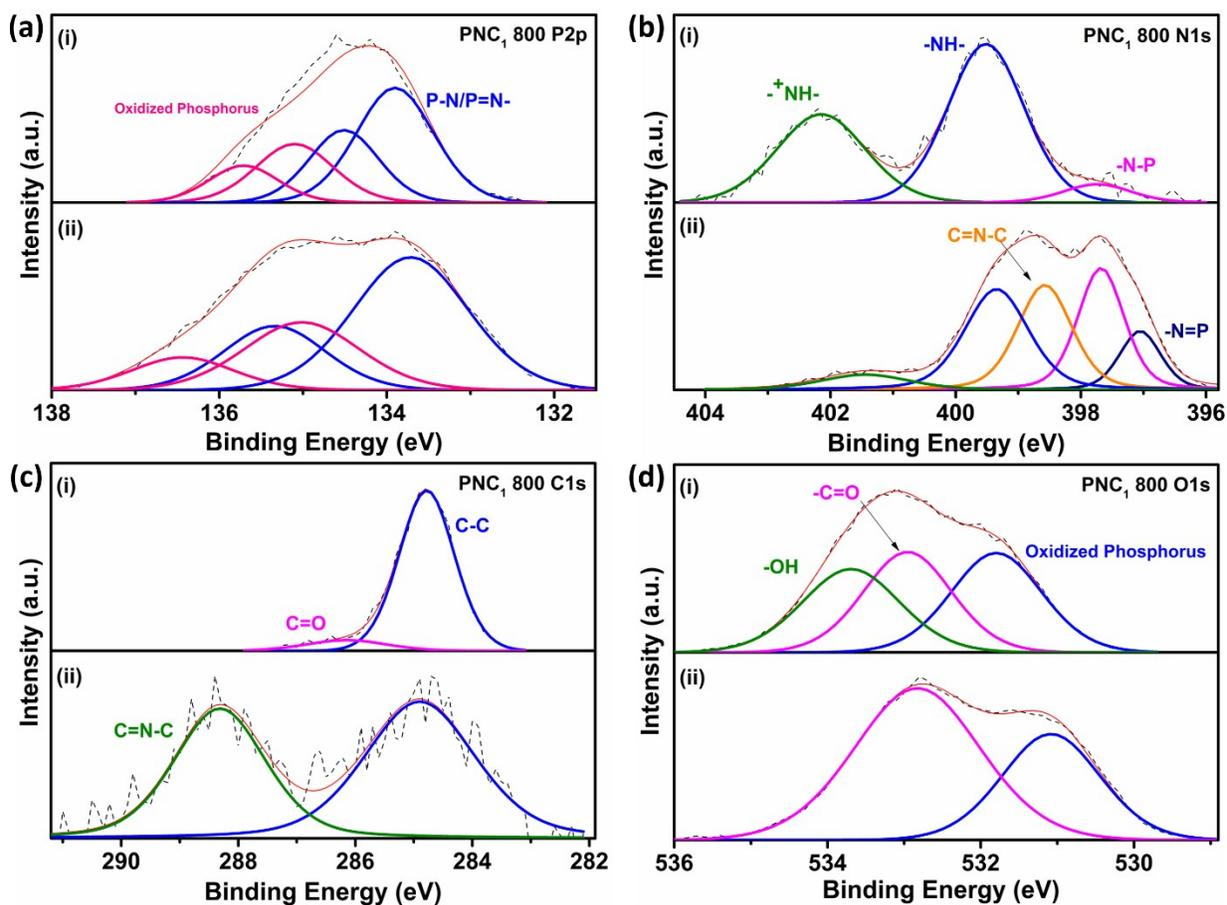 (a)
(i)
PNC₁ 800 P2p
Oxidized Phosphorus
P-N/P=N-
(ii)
Intensity (a.u.)
138 136 134 132
Binding Energy (eV)
(b)
(i)
PNC₁ 800 N1s
-NH-
-⁺NH-
-N-P
(ii)
C=N-C
-N=P
Intensity (a.u.)
404 402 400 398 396
Binding Energy (eV)
(c)
(i)
PNC₁ 800 C1s
C-C
C=O
(ii)
C=N-C
Intensity (a.u.)
290 288 286 284 282
Binding Energy (eV)
(d)
(i)
PNC₁ 800 O1s
-C=O
-OH
Oxidized Phosphorus
(ii)
Intensity (a.u.)
536 534 532 530
Binding Energy (eV)